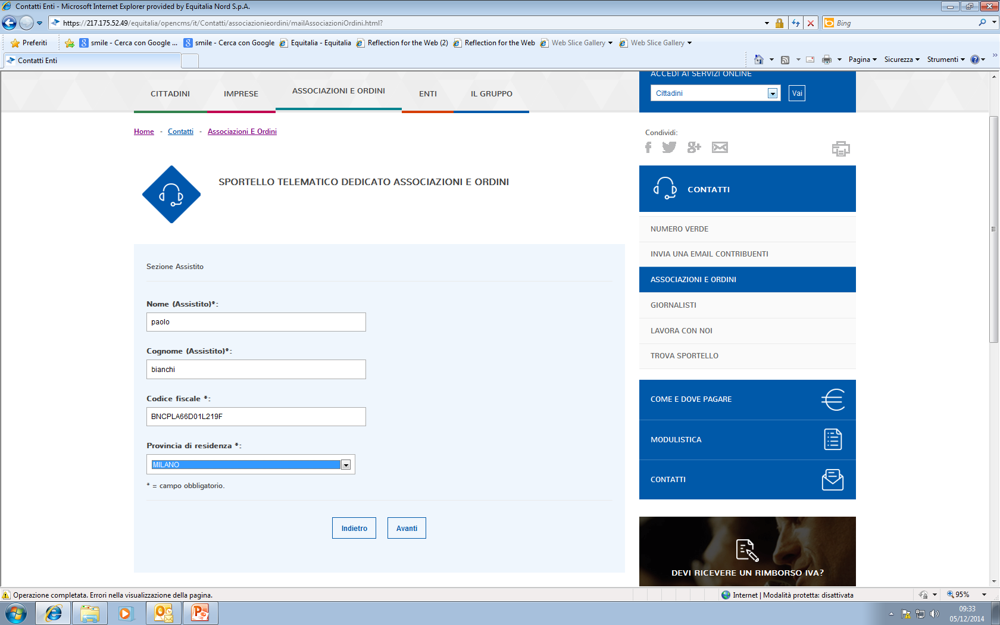 Contatti Enti - Microsoft Internet Explorer provided by Equitalia Nord S.p.A.
https://217.175.52.49/equitalia/opencms/it/Contatti/associazionieordini/mailAssociazioniOrdini.html?
Bing
Preferiti
smile - Cerca con Google ...
smile - Cerca con Google
Equitalia - Equitalia
Reflection for the Web (2)
Reflection for the Web
Web Slice Gallery
Web Slice Gallery
Contatti Enti
Pagina
Sicurezza
Strumenti
CITTADINI
IMPRESE
ASSOCIAZIONI E ORDINI
ENTI
IL GRUPPO
ACCEDI AI SERVIZI ONLINE
Cittadini
Vai
Home - Contatti - Associazioni E Ordini
Condividi:
SPORTELLO TELEMATICO DEDICATO ASSOCIAZIONI E ORDINI
Sezione Assistito
Nome (Assistito)*:
paolo
Cognome (Assistito)*:
bianchi
Codice fiscale *:
BNCPLA66D01L219F
Provincia di residenza *:
MILANO
* = campo obbligatorio.
Indietro
Avanti
CONTATTI
NUMERO VERDE
INVIA UNA EMAIL CONTRIBUENTI
ASSOCIAZIONI E ORDINI
GIORNALISTI
LAVORA CON NOI
TROVA SPORTELLO
COME E DOVE PAGARE
MODULISTICA
CONTATTI
DEVI RICEVERE UN RIMBORSO IVA?
Operazione completata. Errori nella visualizzazione della pagina.
Internet | Modalità protetta: disattivata
95%
09:33
05/12/2014